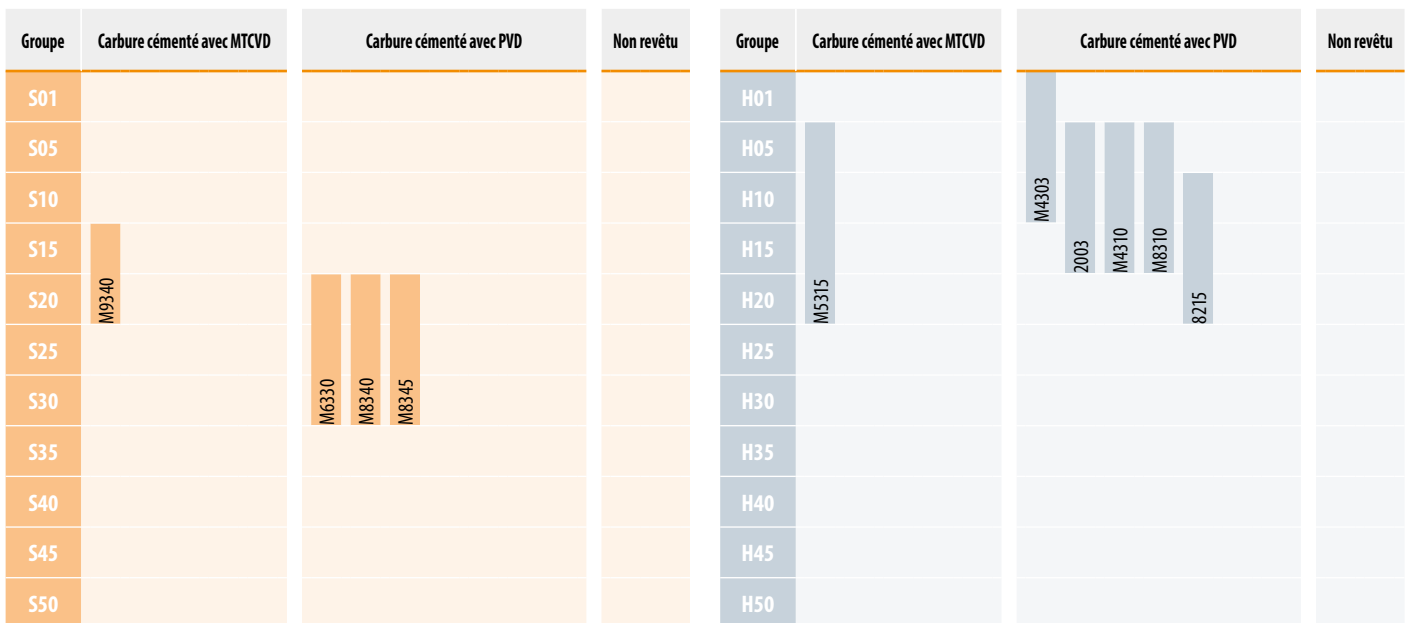 Groupe Carbure cémenté avec MTCVD Carbure cémenté avec PVD Non revêtu
S01
S05
S10
S15
S20
S25
S30
S35
S40
S45
S50
M9340
M6330
M8340
M8345
Groupe Carbure cémenté avec MTCVD Carbure cémenté avec PVD Non revêtu
H01
H05
H10
H15
H20
H25
H30
H35
H40
H45
H50
M5315
M4303
2003
M4310
M8310
8215